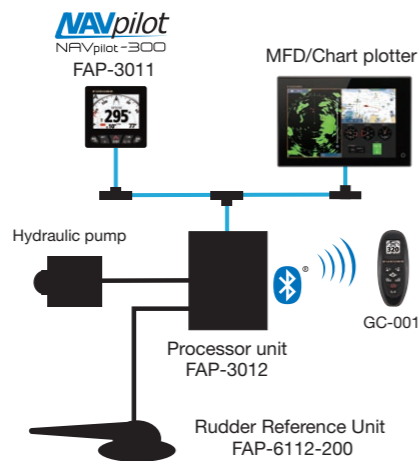 NAVpilot
NAVpilot-300
FAP-3011
MFD/Chart plotter
295°
Hydraulic pump
®
GC-001
Processor unit
FAP-3012
Rudder Reference Unit
FAP-6112-200